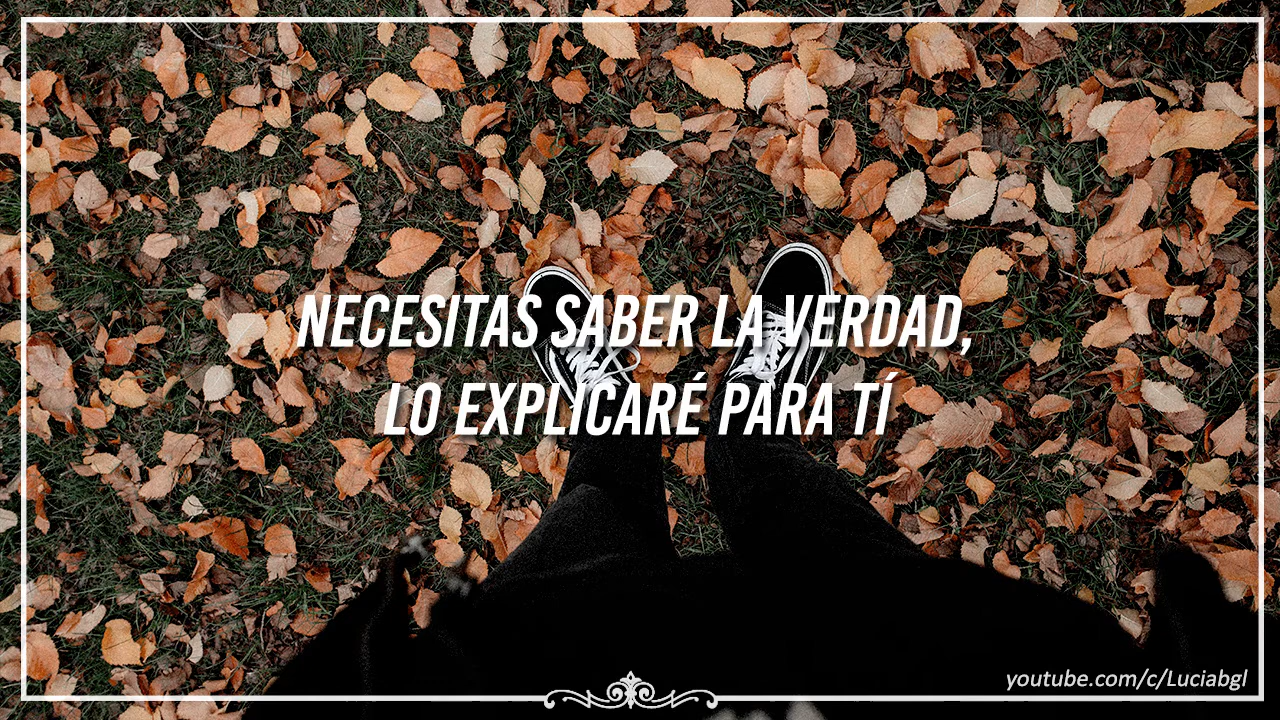 NECESITAS SABER LA VERDAD,
LO EXPLICARÉ PARA TÍ
youtube.com/c/Luciabgl